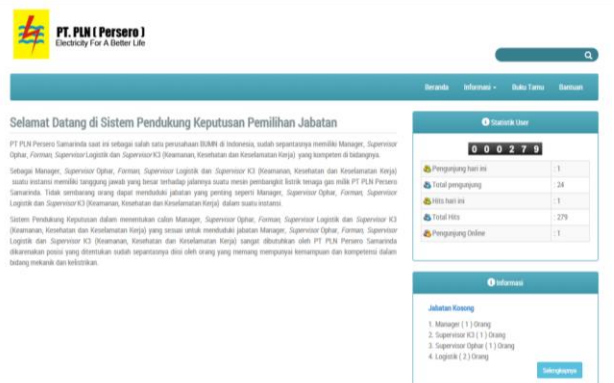 PT. PLN ( Persero )
Electricity For A Better Life
Beranda Informasi Buku Tamu Bantuan
Selamat Datang di Sistem Pendukung Keputusan Pemilihan Jabatan
PT PLN Persero Samarinda saat ini sebagai salah satu perusahaan BUMN di Indonesia, sudah sepantasnya memiliki Manager, Supervisor
Ophar, Forman, Supervisor Logistik dan Supervisor K3 (Keamanan, Kesehatan dan Keselamatan Kerja) yang kompeten di bidangnya.
Sebagai Manager, Supervisor Ophar, Forman, Supervisor Logistik dan Supervisor K3 (Keamanan, Kesehatan dan Keselamatan Kerja)
suatu instansi memiliki tanggung jawab yang besar terhadap jalannya suatu mesin pembangkit listrik tenaga gas milik PT PLN Persero
Samarinda. Tidak sembarang orang dapat menduduki jabatan yang penting seperti Manager, Supervisor Ophar, Forman, Supervisor
Logistik dan Supervisor K3 (Keamanan, Kesehatan dan Keselamatan Kerja) dalam suatu instansi.
Sistem Pendukung Keputusan dalam menentukan calon Manager, Supervisor Ophar, Forman, Supervisor Logistik dan Supervisor K3
(Keamanan, Kesehatan dan Keselamatan Kerja) yang sesuai untuk menduduki jabatan Manager, Supervisor Ophar, Forman, Supervisor
Logistik dan Supervisor K3 (Keamanan, Kesehatan dan Keselamatan Kerja) sangat dibutuhkan oleh PT PLN Persero Samarinda
dikarenakan posisi yang ditentukan sudah sepantasnya diisi oleh orang yang memang mempunyai kemampuan dan kompetensi dalam
bidang mekanik dan kelistrikan.
Statistik User
0 0 0 2 7 9
Pengunjung hari ini : 1
Total pengunjung : 24
Hits hari ini : 1
Total Hits : 279
Pengunjung Online : 1
Informasi
Jabatan Kosong
1. Manager ( 1 ) Orang
2. Supervisor K3 ( 1 ) Orang
3. Supervisor Ophar ( 1 ) Orang
4. Logistik ( 2 ) Orang
Selengkapnya